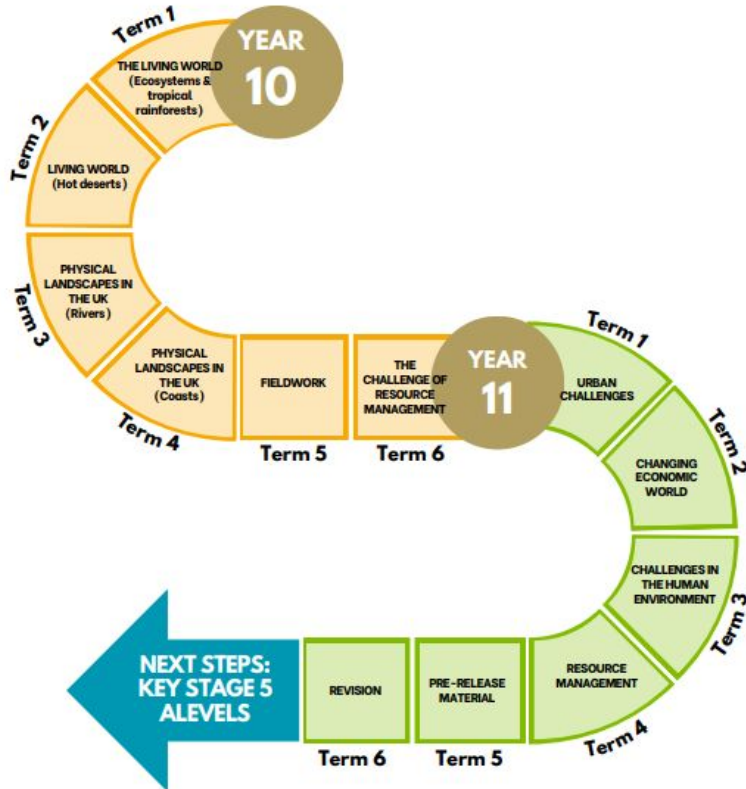 YEAR
10
Term 1
THE LIVING WORLD
(Ecosystems &
tropical
rainforests)
Term 2
LIVING WORLD
(Hot deserts)
Term 3
PHYSICAL
LANDSCAPES IN
THE UK
(Rivers)
Term 4
PHYSICAL
LANDSCAPES IN
THE UK
(Coasts)
FIELDWORK
Term 5
THE
CHALLENGE OF
RESOURCE
MANAGEMENT
Term 6
YEAR
11
Term 1
URBAN
CHALLENGES
Term 2
CHANGING
ECONOMIC
WORLD
Term 3
CHALLENGES IN
THE HUMAN
ENVIRONMENT
Term 4
RESOURCE
MANAGEMENT
PRE-RELEASE
MATERIAL
Term 5
REVISION
Term 6
NEXT STEPS:
KEY STAGE 5
ALEVELS